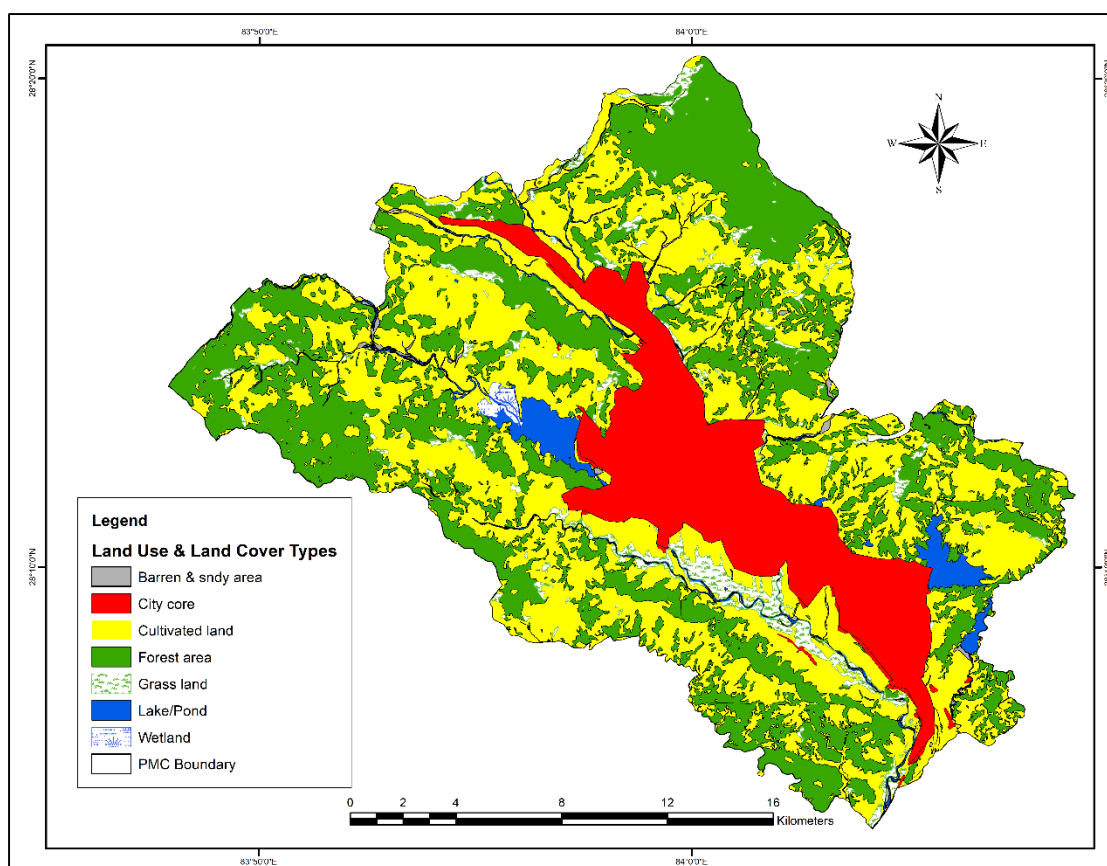 83°50'0"E
84°0'0"E
28°20'0"N
N
W
E
S
Legend
Land Use & Land Cover Types
Barren & sndy area
City core
Cultivated land
Forest area
Grass land
Lake/Pond
Wetland
PMC Boundary
28°10'0"N
0 2 4 8 12 16
Kilometers
83°50'0"E
84°0'0"E